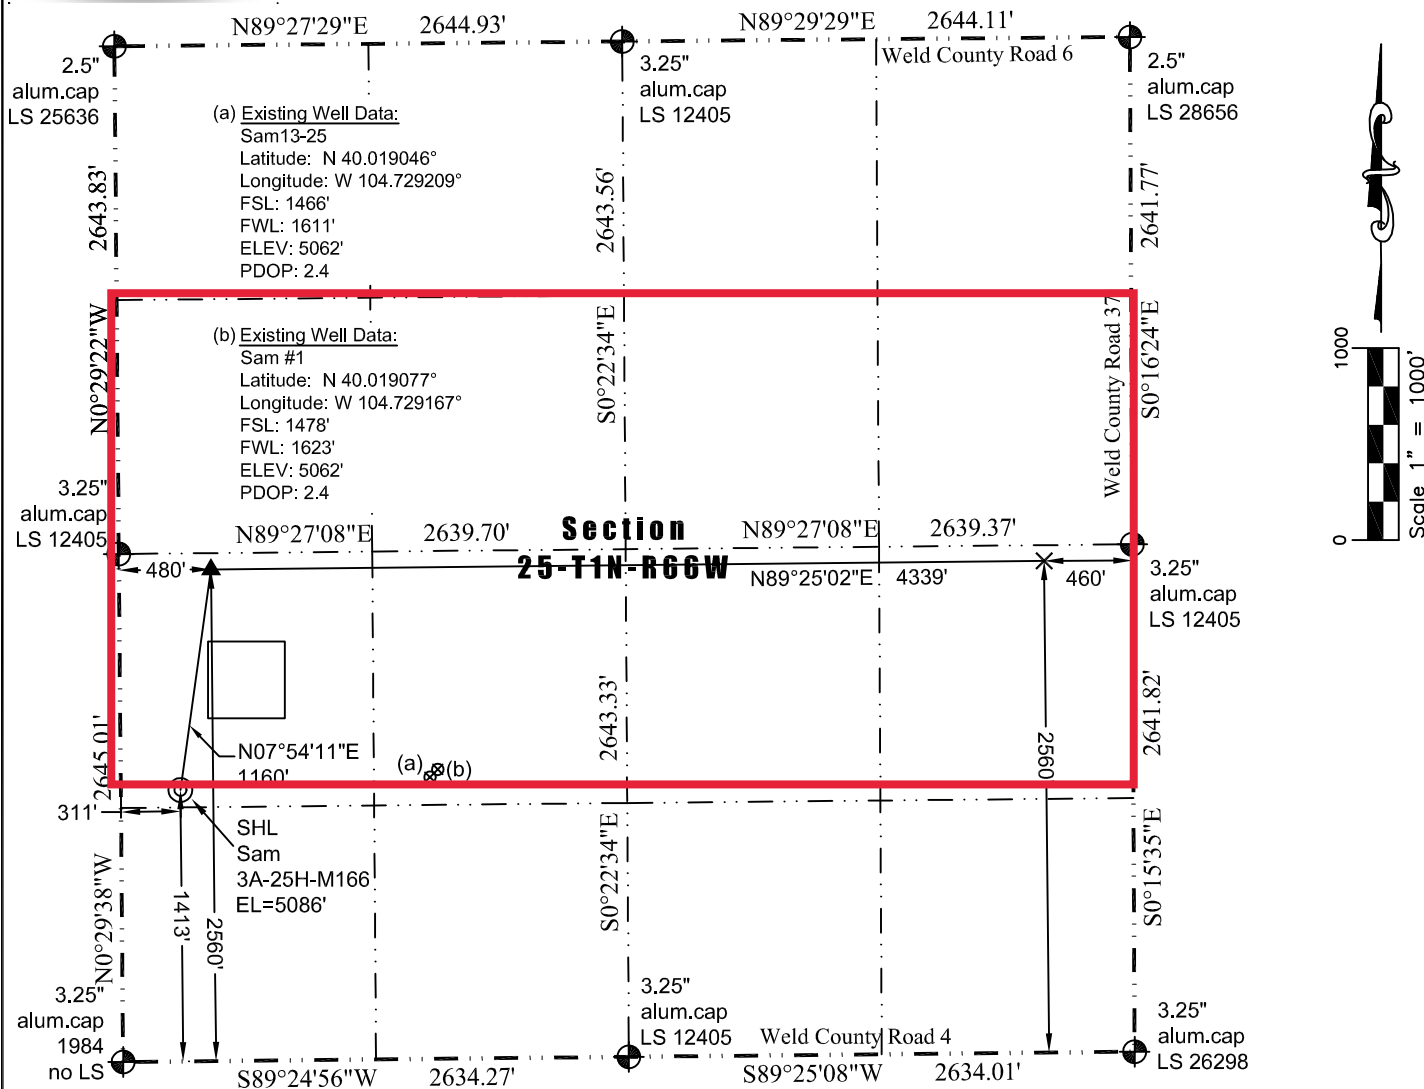 N89°27'29"E 2644.93' N89°29'29"E 2644.11'
Weld County Road 6
2.5"
alum.cap
LS 25636
3.25"
alum.cap
LS 12405
2.5"
alum.cap
LS 28656
(a) Existing Well Data:
Sam13-25
Latitude: N 40.019046°
Longitude: W 104.729209°
FSL: 1466'
FWL: 1611'
ELEV: 5062'
PDOP: 2.4
2643.83'
2643.56'
2641.77'
N0°29'22"W
S0°22'34"E
Weld County Road 37
S0°16'24"E
(b) Existing Well Data:
Sam #1
Latitude: N 40.019077°
Longitude: W 104.729167°
FSL: 1478'
FWL: 1623'
ELEV: 5062'
PDOP: 2.4
1000
0
Scale 1" = 1000'
3.25"
alum.cap
LS 12405
N89°27'08"E 2639.70' N89°27'08"E 2639.37'
Section
25-T1N-R66W
480'
N89°25'02"E 4339' 460'
3.25"
alum.cap
LS 12405
2645.01'
N07°54'11"E
1160'
(a) (b)
2643.33'
2560'
2641.82'
311'
SHL
Sam
3A-25H-M166
EL=5086'
N0°29'38"W
1413'
2560'
S0°22'34"E
S0°15'35"E
3.25"
alum.cap
1984
no LS
3.25"
alum.cap
LS 12405
Weld County Road 4
3.25"
alum.cap
LS 26298
S89°24'56"W 2634.27' S89°25'08"W 2634.01'